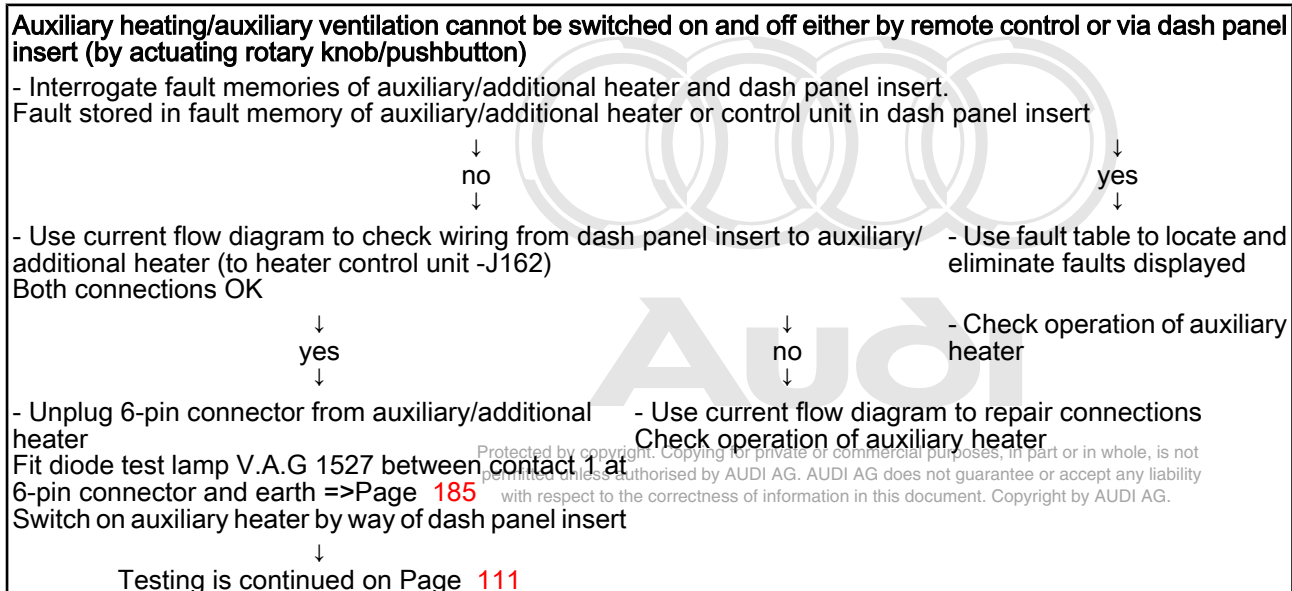 Auxiliary heating/auxiliary ventilation cannot be switched on and off either by remote control or via dash panel
insert (by actuating rotary knob/pushbutton)
- Interrogate fault memories of auxiliary/additional heater and dash panel insert.
Fault stored in fault memory of auxiliary/additional heater or control unit in dash panel insert
↓ ↓
no yes
↓ ↓
- Use current flow diagram to check wiring from dash panel insert to auxiliary/
additional heater (to heater control unit -J162)
Both connections OK
- Use fault table to locate and
eliminate faults displayed
- Check operation of auxiliary
heater
↓ ↓
yes no
↓ ↓
- Unplug 6-pin connector from auxiliary/additional
heater
Fit diode test lamp V.A.G 1527 between contact 1 at
6-pin connector and earth =>Page 185
Switch on auxiliary heater by way of dash panel insert
- Use current flow diagram to repair connections
Check operation of auxiliary heater
↓
Testing is continued on Page 111
Audi
Protected by copyright. Copying for private or commercial purposes, in part or in whole, is not
permitted unless authorised by AUDI AG. AUDI AG does not guarantee or accept any liability
with respect to the correctness of information in this document. Copyright by AUDI AG.